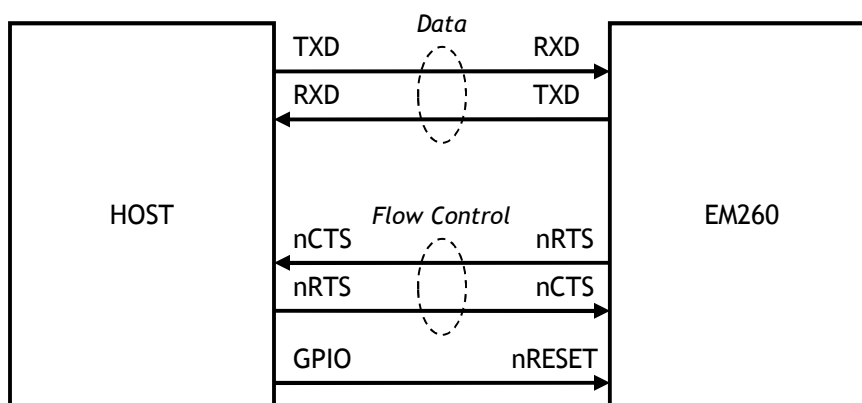 Data
TXD RXD
RXD TXD
HOST Flow Control EM260
nCTS nRTS
nRTS nCTS
GPIO nRESET